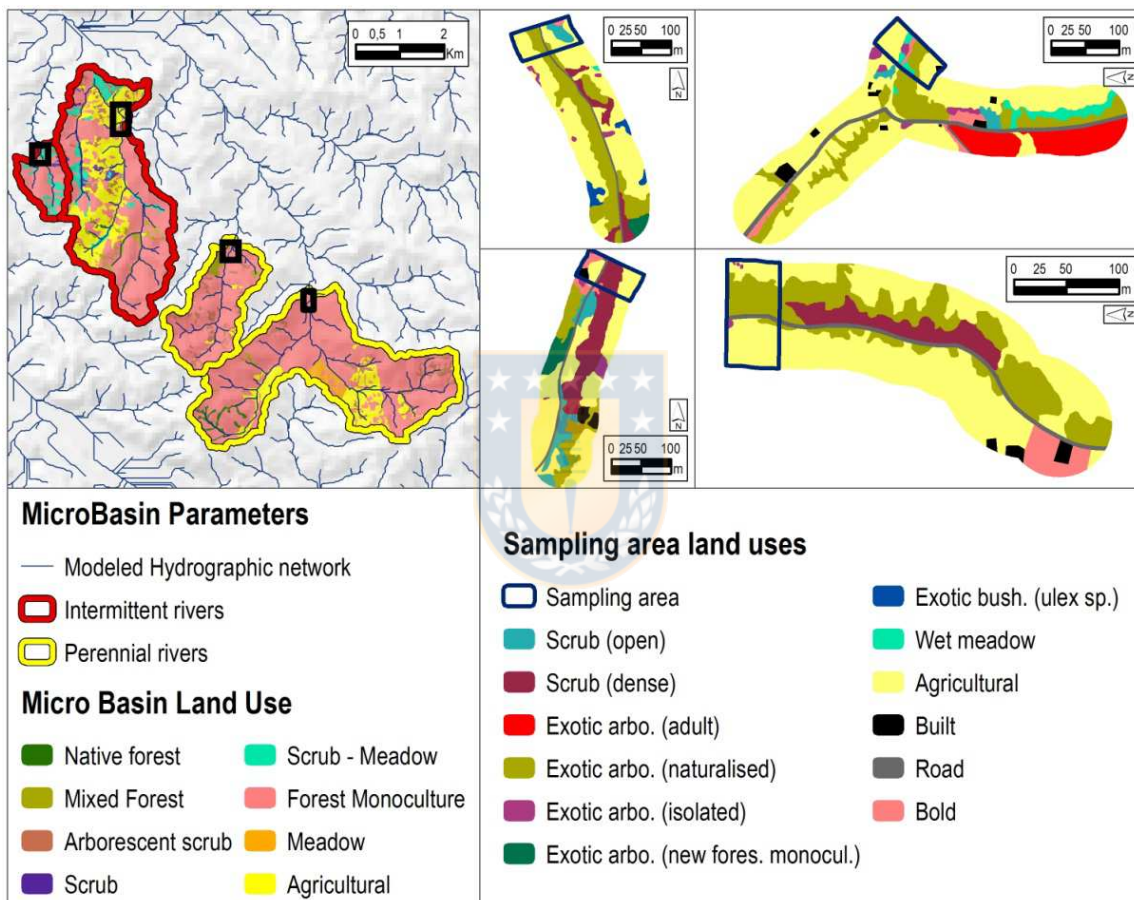 0 0,5 1 2
Km
0 25 50 100
m
N
0 25 50 100
m
N
0 25 50 100
m
N
0 25 50 100
m
N
MicroBasin Parameters
Modeled Hydrographic network
Intermittent rivers
Perennial rivers
Micro Basin Land Use
Native forest
Mixed Forest
Arborescent scrub
Scrub
Scrub - Meadow
Forest Monoculture
Meadow
Agricultural
Sampling area land uses
Sampling area
Scrub (open)
Scrub (dense)
Exotic arbo. (adult)
Exotic arbo. (naturalised)
Exotic arbo. (isolated)
Exotic arbo. (new fores. monocul.)
Exotic bush. (ulex sp.)
Wet meadow
Agricultural
Built
Road
Bold